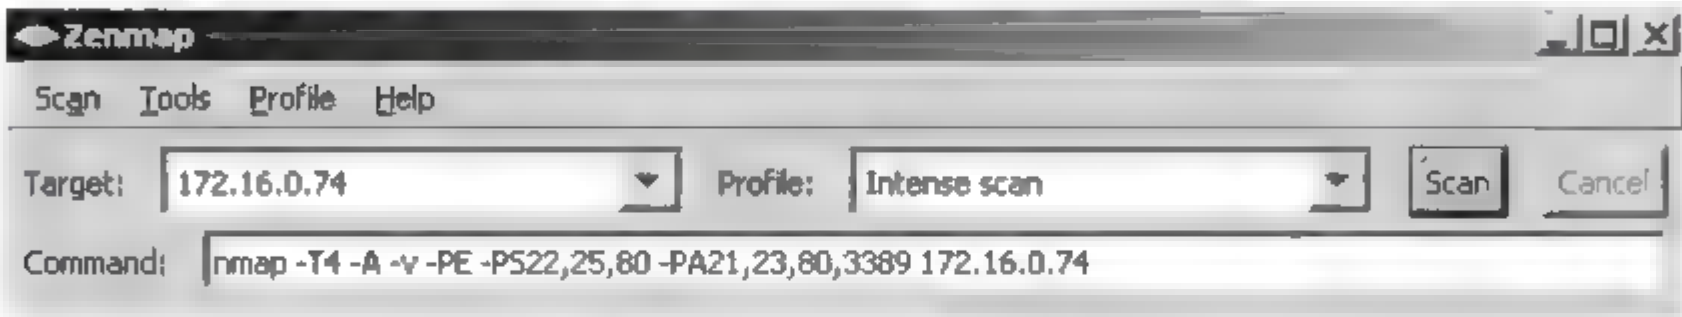 Zenmap
Scan Tools Profile Help
Target: 172.16.0.74 Profile: Intense scan Scan Cancel
Command: nmap -T4 -A -v -PE -PS22,25,80 -PA21,23,80,3389 172.16.0.74